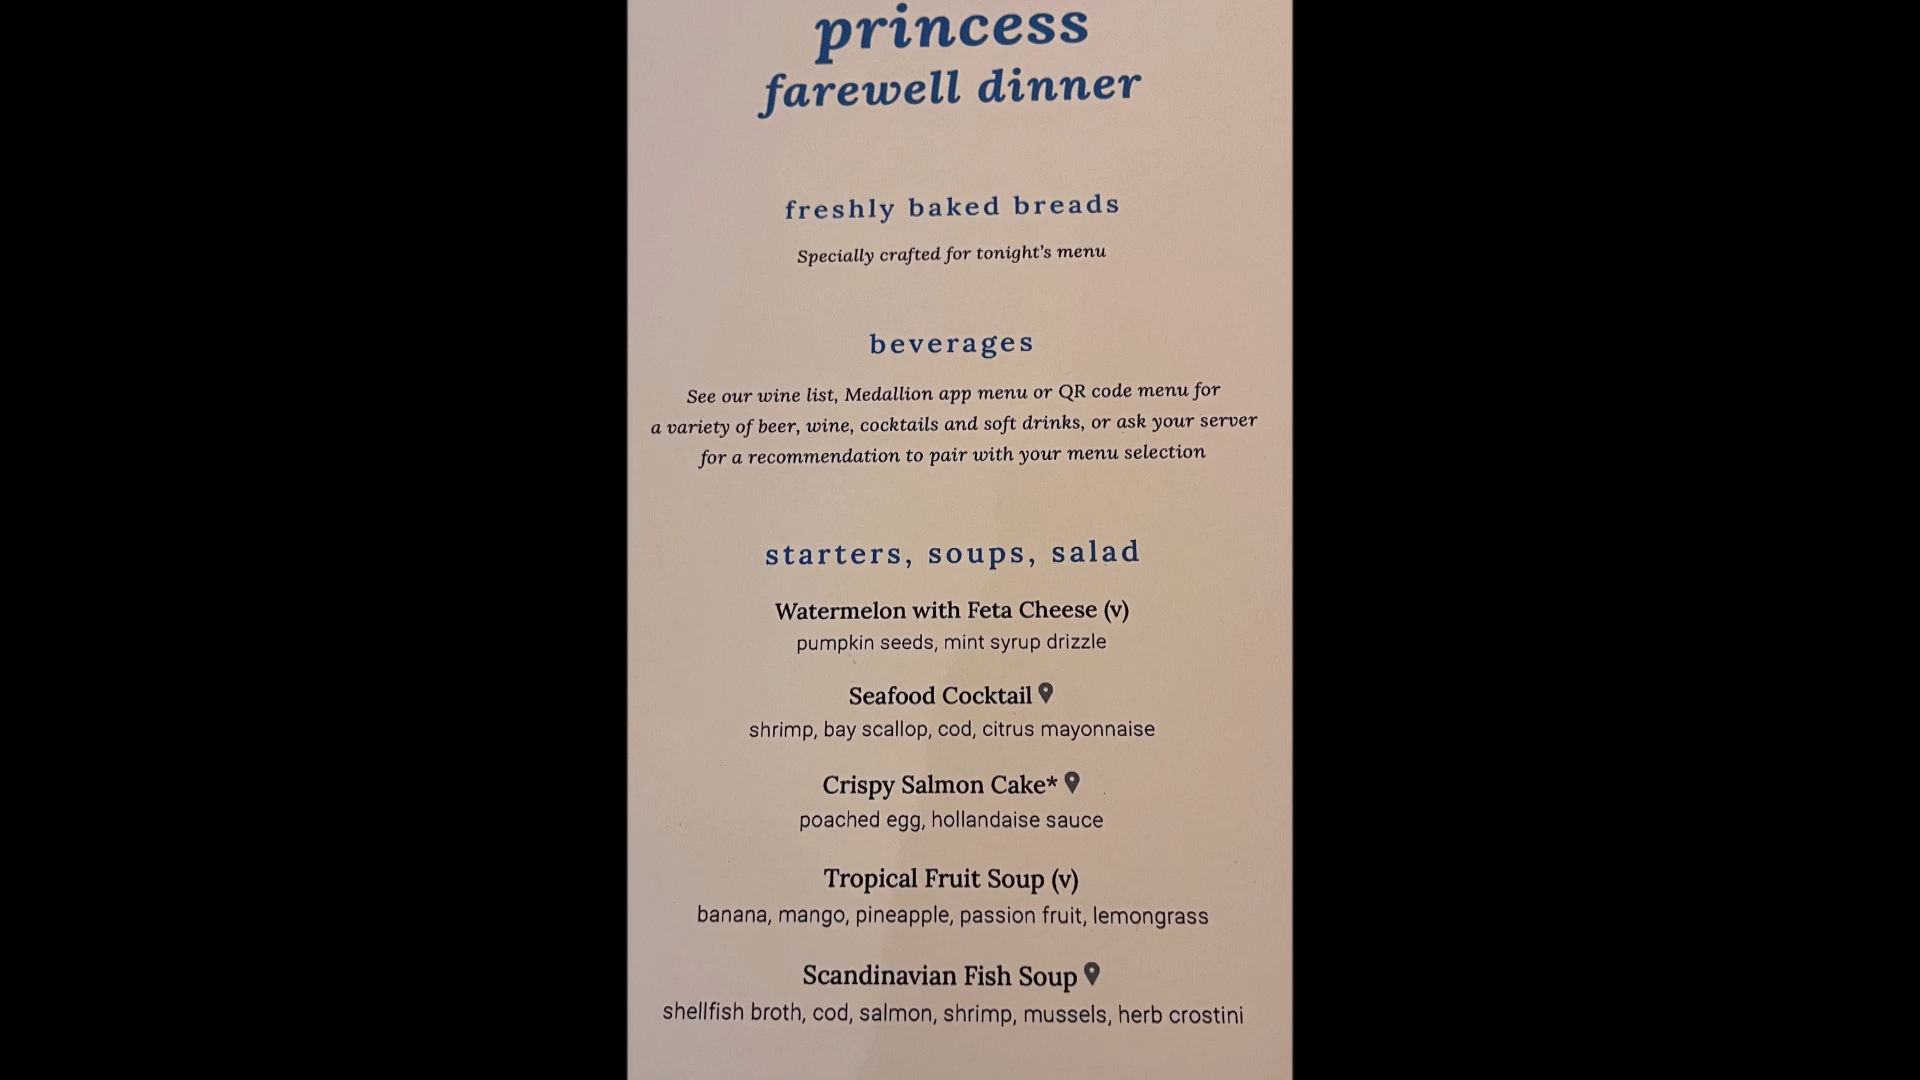 princess
farewell dinner
freshly baked breads
Specially crafted for tonight's menu
beverages
See our wine list, Medallion app menu or QR code menu for
a variety of beer, wine, cocktails and soft drinks, or ask your server
for a recommendation to pair with your menu selection
starters, soups, salad
Watermelon with Feta Cheese (v)
pumpkin seeds, mint syrup drizzle
Seafood Cocktail
shrimp, bay scallop, cod, citrus mayonnaise
Crispy Salmon Cake*
poached egg, hollandaise sauce
Tropical Fruit Soup (v)
banana, mango, pineapple, passion fruit, lemongrass
Scandinavian Fish Soup
shellfish broth, cod, salmon, shrimp, mussels, herb crostini